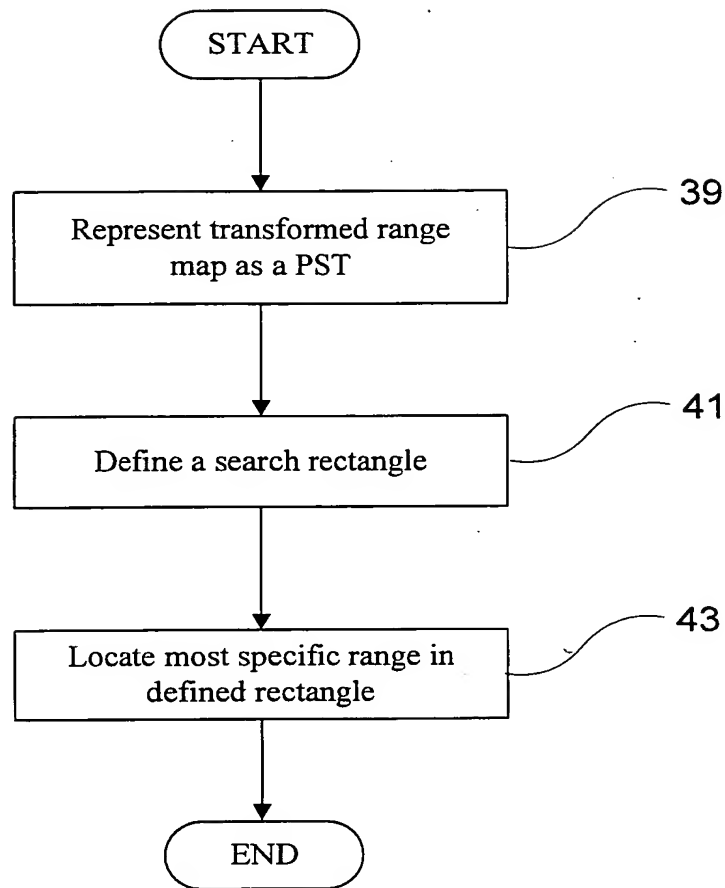 START
Represent transformed range
map as a PST
39
Define a search rectangle
41
Locate most specific range in
defined rectangle
43
END